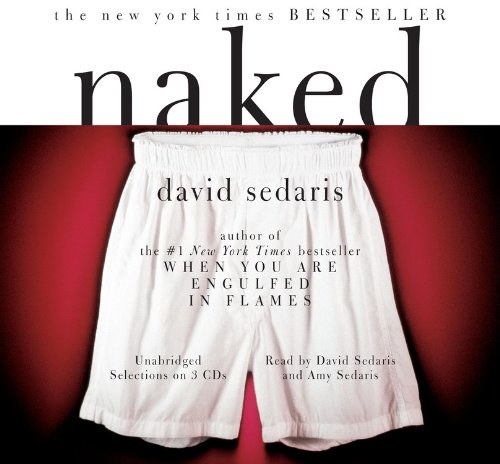 the new york times BESTSELLER
naked
david sedaris
author of
the #1 New York Times bestseller
WHEN YOU ARE
ENGULFED
IN FLAMES
Unabridged
Selections on 3 CDs
Read by David Sedaris
and Amy Sedaris